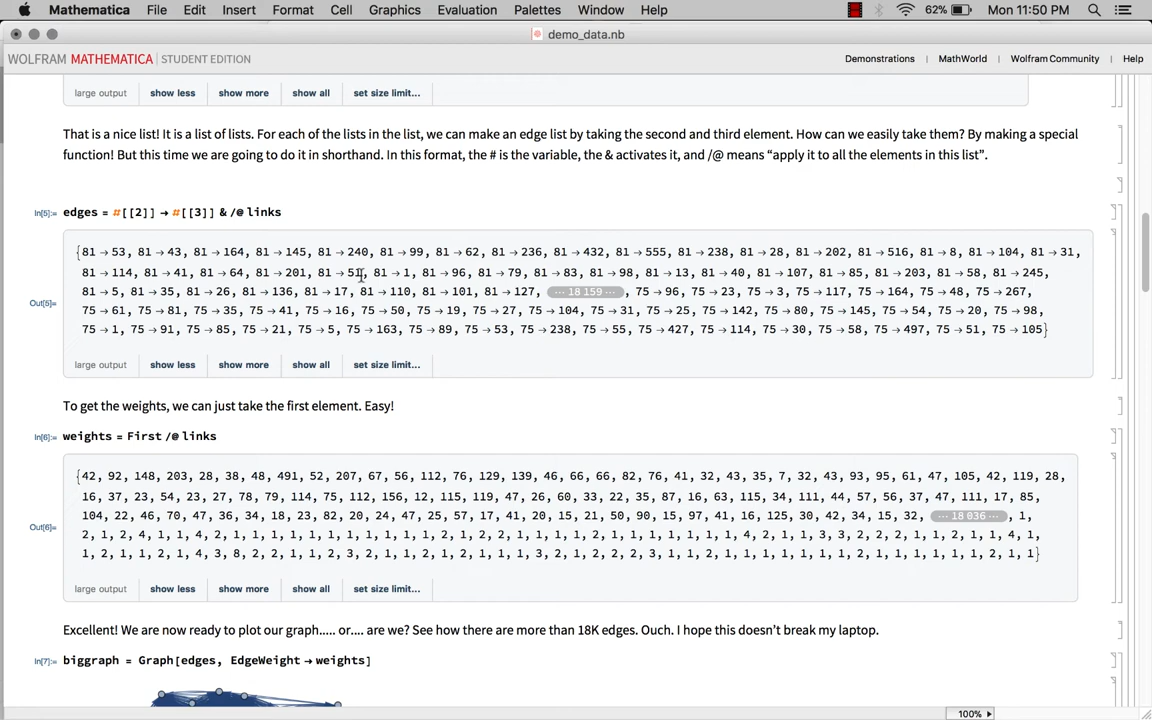 Mathematica File Edit Insert Format Cell Graphics Evaluation Palettes Window Help 62% Mon 11:50 PM
demo_data.nb
WOLFRAM MATHEMATICA | STUDENT EDITION Demonstrations | MathWorld | Wolfram Community | Help
large output show less show more show all set size limit...
That is a nice list! It is a list of lists. For each of the lists in the list, we can make an edge list by taking the second and third element. How can we easily take them? By making a special
function! But this time we are going to do it in shorthand. In this format, the # is the variable, the & activates it, and /@ means “apply it to all the elements in this list”.
In[5]:= edges = #[[2]] → #[[3]] & /@ links
{81 → 53, 81 → 43, 81 → 164, 81 → 145, 81 → 240, 81 → 99, 81 → 62, 81 → 236, 81 → 432, 81 → 555, 81 → 238, 81 → 28, 81 → 202, 81 → 516, 81 → 8, 81 → 104, 81 → 31,
81 → 114, 81 → 41, 81 → 64, 81 → 201, 81 → 51, 81 → 1, 81 → 96, 81 → 79, 81 → 83, 81 → 98, 81 → 13, 81 → 40, 81 → 107, 81 → 85, 81 → 203, 81 → 58, 81 → 245,
81 → 5, 81 → 35, 81 → 26, 81 → 136, 81 → 17, 81 → 110, 81 → 101, 81 → 127, ··· 18 159 ··· , 75 → 96, 75 → 23, 75 → 3, 75 → 117, 75 → 164, 75 → 48, 75 → 267,
Out[5]= 75 → 61, 75 → 81, 75 → 35, 75 → 41, 75 → 16, 75 → 50, 75 → 19, 75 → 27, 75 → 104, 75 → 31, 75 → 25, 75 → 142, 75 → 80, 75 → 145, 75 → 54, 75 → 20, 75 → 98,
75 → 1, 75 → 91, 75 → 85, 75 → 21, 75 → 5, 75 → 163, 75 → 89, 75 → 53, 75 → 238, 75 → 55, 75 → 427, 75 → 114, 75 → 30, 75 → 58, 75 → 497, 75 → 51, 75 → 105}
large output show less show more show all set size limit...
To get the weights, we can just take the first element. Easy!
In[6]:= weights = First /@ links
{42, 92, 148, 203, 28, 38, 48, 491, 52, 207, 67, 56, 112, 76, 129, 139, 46, 66, 66, 82, 76, 41, 32, 43, 35, 7, 32, 43, 93, 95, 61, 47, 105, 42, 119, 28,
16, 37, 23, 54, 23, 27, 78, 79, 114, 75, 112, 156, 12, 115, 119, 47, 26, 60, 33, 22, 35, 87, 16, 63, 115, 34, 111, 44, 57, 56, 37, 47, 111, 17, 85,
Out[6]= 104, 22, 46, 70, 47, 36, 34, 18, 23, 82, 20, 24, 47, 25, 57, 17, 41, 20, 15, 21, 50, 90, 15, 97, 41, 16, 125, 30, 42, 34, 15, 32, ··· 18 036 ··· , 1,
2, 1, 2, 4, 1, 1, 4, 2, 1, 1, 1, 1, 1, 1, 1, 1, 1, 1, 1, 2, 1, 2, 2, 1, 1, 1, 1, 1, 1, 4, 2, 1, 1, 3, 3, 2, 2, 2, 1, 1, 2, 1, 1, 4, 1,
1, 2, 1, 1, 2, 1, 4, 3, 8, 2, 2, 1, 1, 2, 3, 2, 1, 1, 2, 1, 2, 1, 1, 1, 3, 2, 1, 2, 2, 2, 3, 1, 1, 2, 1, 1, 1, 1, 1, 2, 1, 1, 1, 1, 1, 2, 1, 1}
large output show less show more show all set size limit...
Excellent! We are now ready to plot our graph..... or.... are we? See how there are more than 18K edges. Ouch. I hope this doesn’t break my laptop.
In[7]:= biggraph = Graph[edges, EdgeWeight → weights]
100%